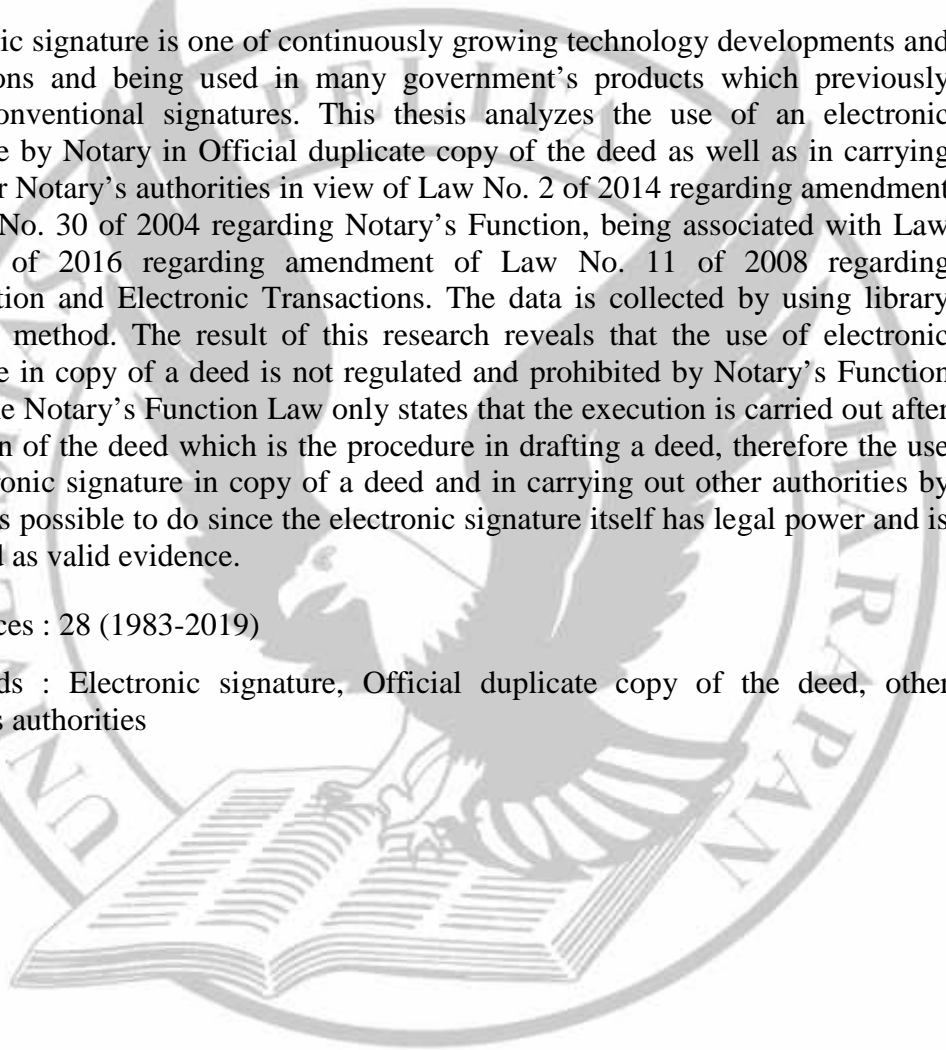 nic signature is one of continuously growing technology developments and
ons and being used in many government's products which previously
onventional signatures. This thesis analyzes the use of an electronic
e by Notary in Official duplicate copy of the deed as well as in carrying
r Notary's authorities in view of Law No. 2 of 2014 regarding amendment
No. 30 of 2004 regarding Notary's Function, being associated with Law
of 2016 regarding amendment of Law No. 11 of 2008 regarding
tion and Electronic Transactions. The data is collected by using library
method. The result of this research reveals that the use of electronic
e in copy of a deed is not regulated and prohibited by Notary's Function
e Notary's Function Law only states that the execution is carried out after
n of the deed which is the procedure in drafting a deed, therefore the use
ronic signature in copy of a deed and in carrying out other authorities by
s possible to do since the electronic signature itself has legal power and is
d as valid evidence.
ces : 28 (1983-2019)
ds : Electronic signature, Official duplicate copy of the deed, other
s authorities
PELITA
HARAPAN